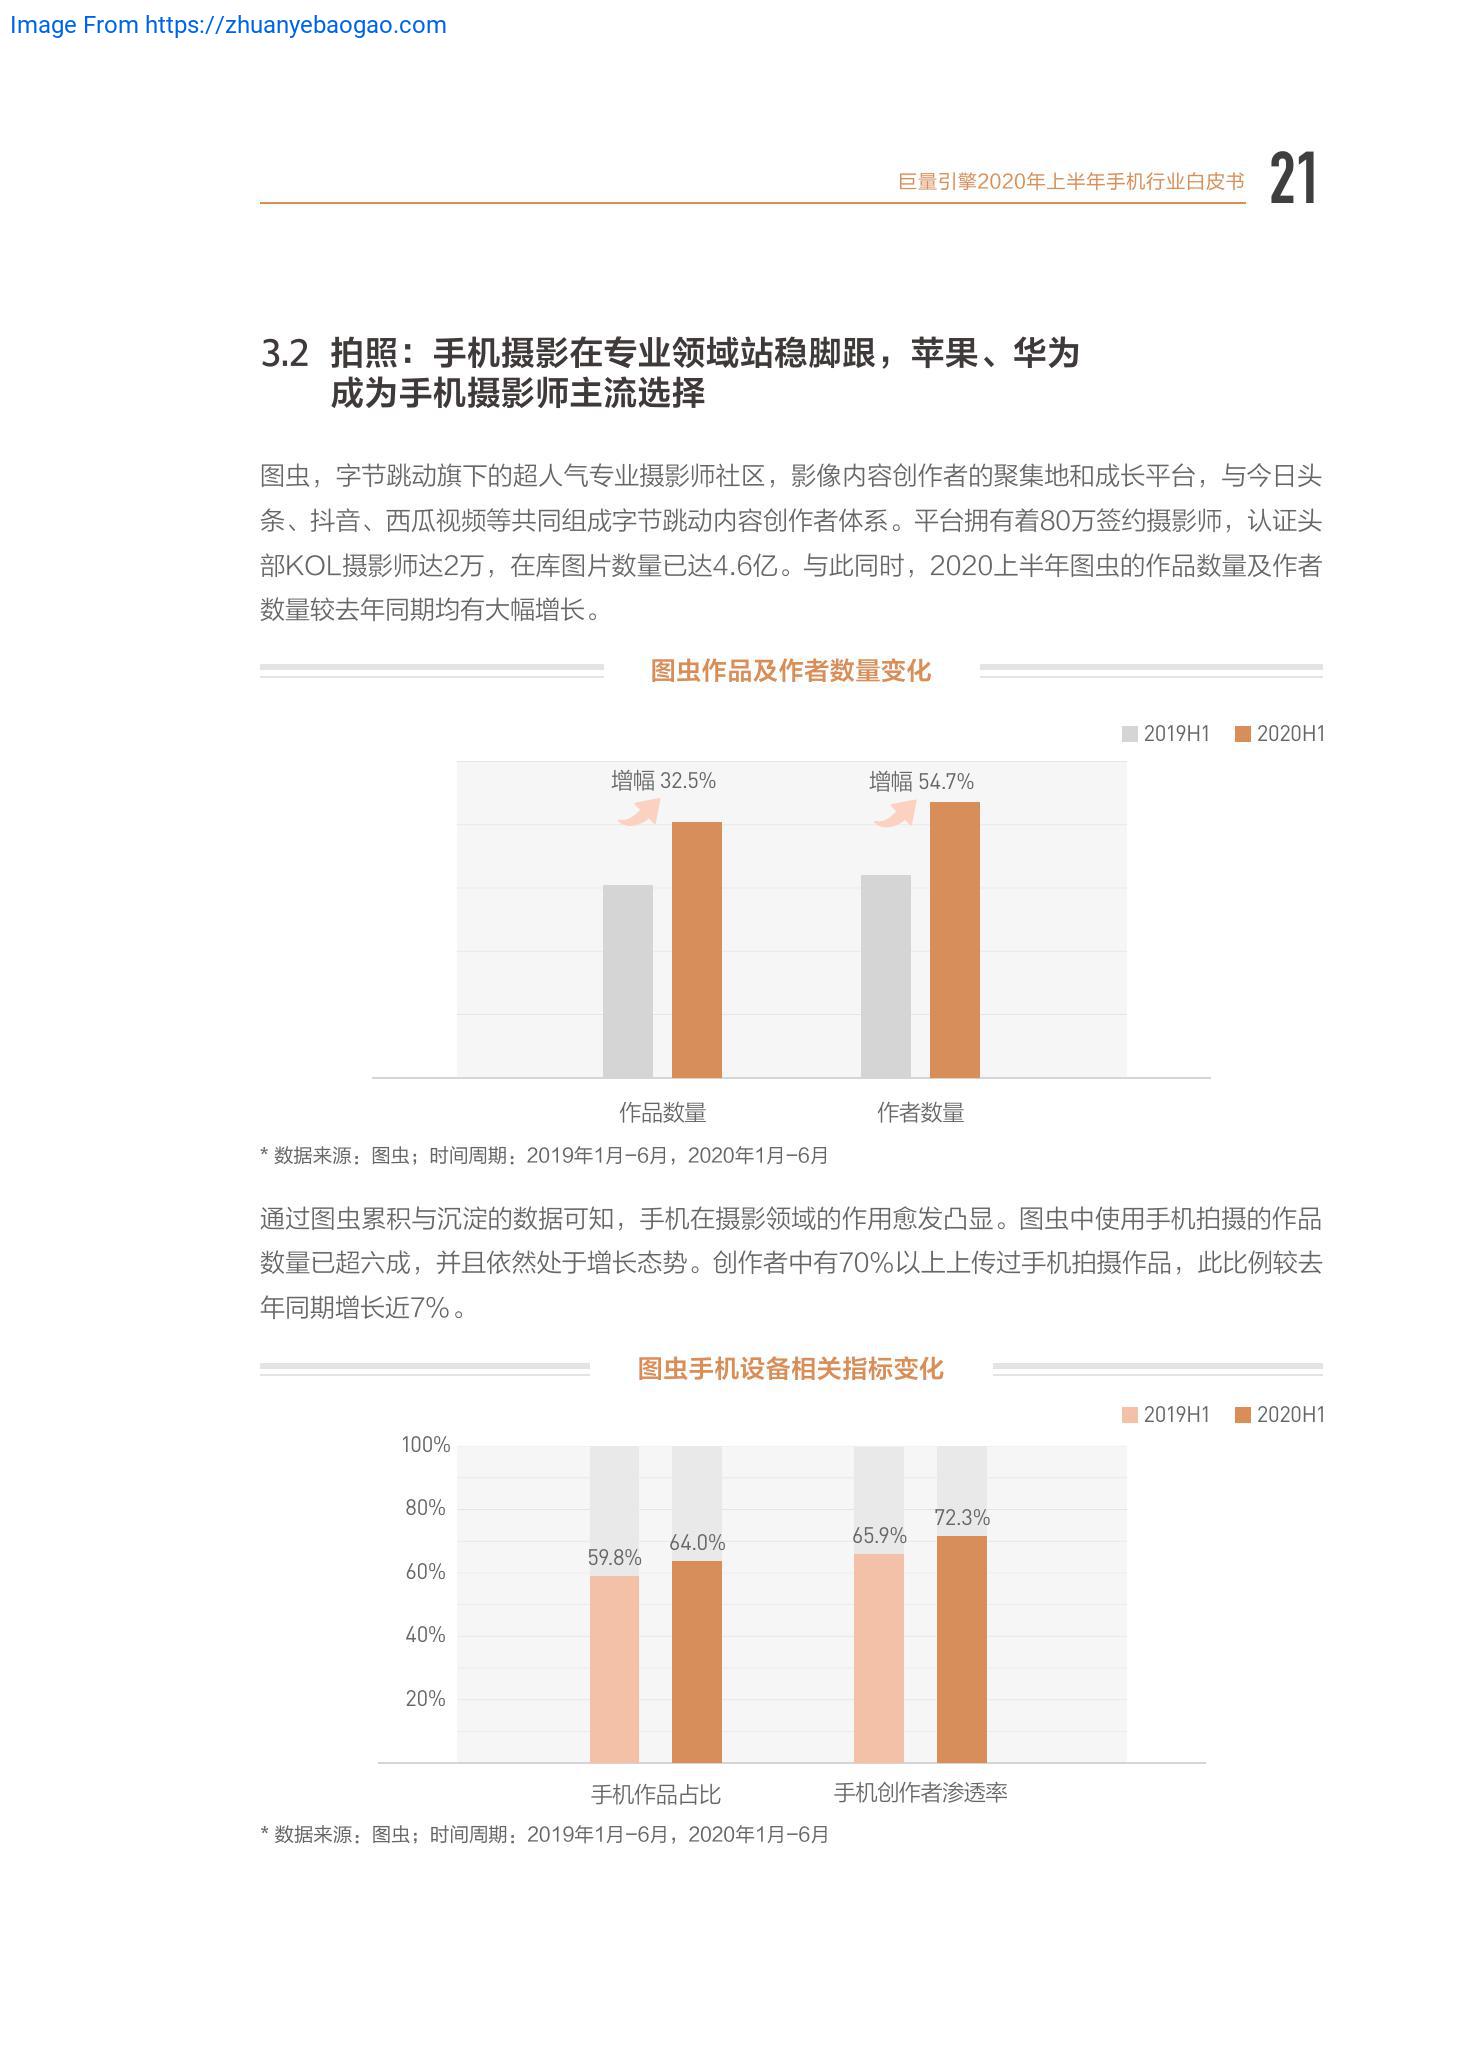 Image From https://zhuanyebaogao.com
巨量引擎2020年上半年手机行业白皮书 21
3.2 拍照：手机摄影在专业领域站稳脚跟，苹果、华为
成为手机摄影师主流选择
图虫，字节跳动旗下的超人气专业摄影师社区，影像内容创作者的聚集地和成长平台，与今日头
条、抖音、西瓜视频等共同组成字节跳动内容创作者体系。平台拥有着80万签约摄影师，认证头
部KOL摄影师达2万，在库图片数量已达4.6亿。与此同时，2020上半年图虫的作品数量及作者
数量较去年同期均有大幅增长。
图虫作品及作者数量变化
2019H1 2020H1
增幅 32.5% 增幅 54.7%
作品数量 作者数量
* 数据来源：图虫；时间周期：2019年1月-6月，2020年1月-6月
通过图虫累积与沉淀的数据可知，手机在摄影领域的作用愈发凸显。图虫中使用手机拍摄的作品
数量已超六成，并且依然处于增长态势。创作者中有70%以上上传过手机拍摄作品，此比例较去
年同期增长近7%。
图虫手机设备相关指标变化
2019H1 2020H1
100%
80%
60%
40%
20%
59.8% 64.0% 65.9% 72.3%
手机作品占比 手机创作者渗透率
* 数据来源：图虫；时间周期：2019年1月-6月，2020年1月-6月